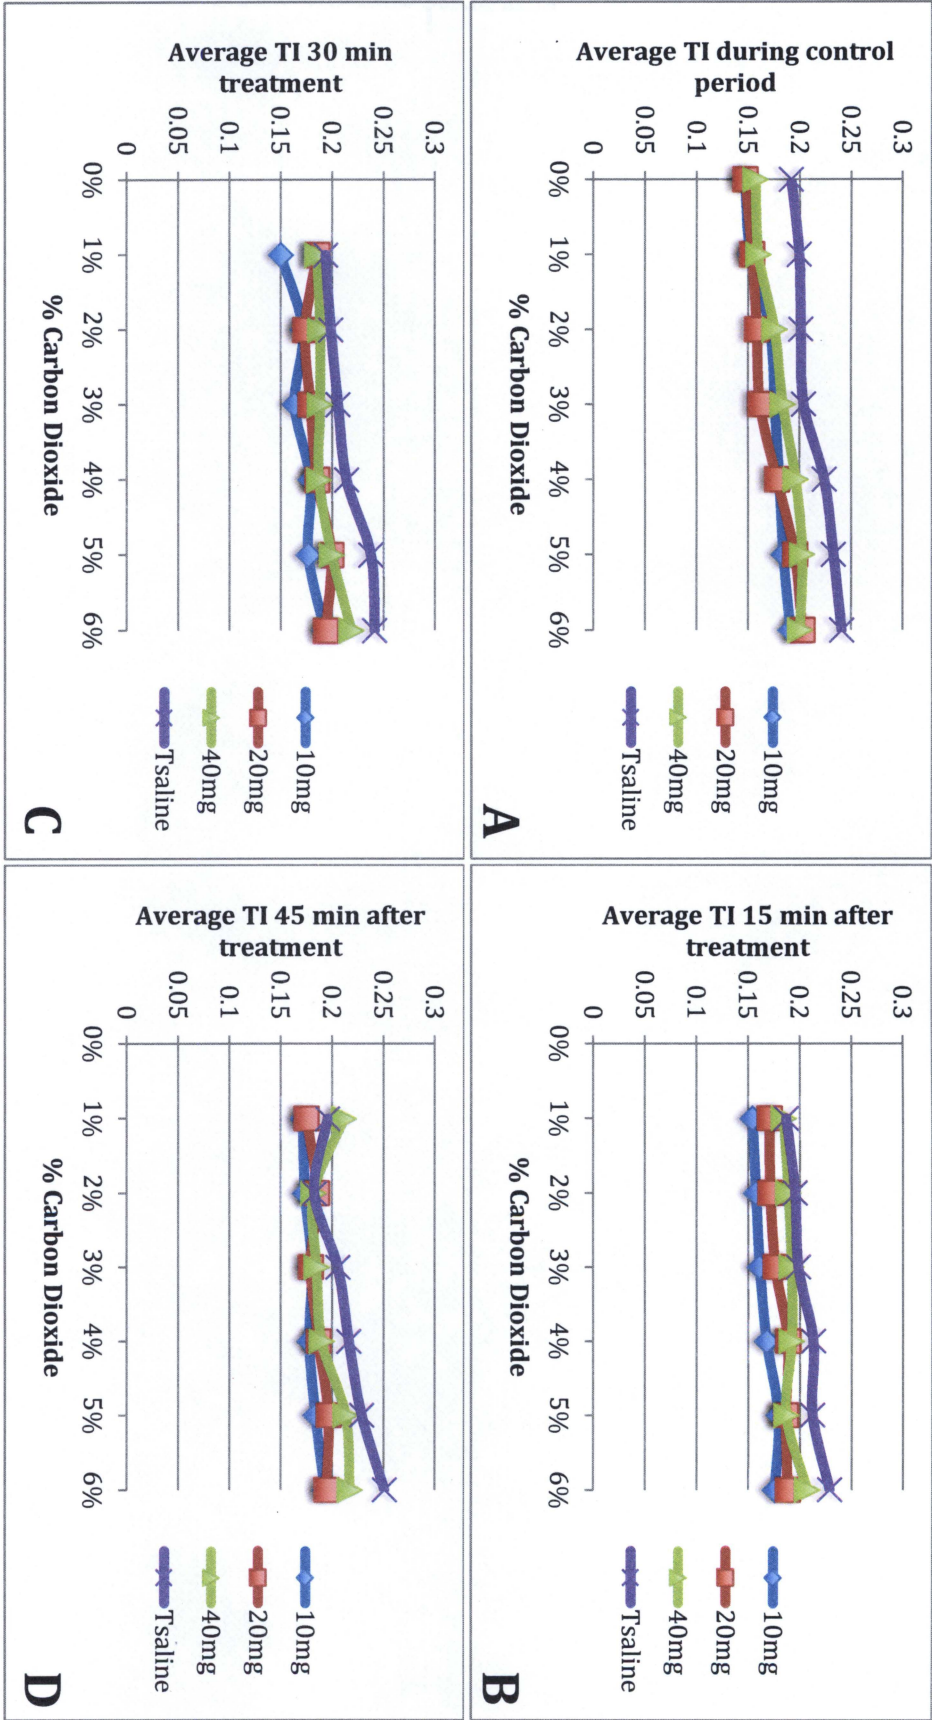 Average TI during control
period
0.3
0.25
0.2
0.15
0.1
0.05
0
0%
1%
2%
3%
4%
5%
6%
% Carbon Dioxide
10mg
20mg
40mg
Tsaline
A
Average TI 15 min after
treatment
0.3
0.25
0.2
0.15
0.1
0.05
0
0%
1%
2%
3%
4%
5%
6%
% Carbon Dioxide
10mg
20mg
40mg
Tsaline
B
Average TI 30 min
treatment
0.3
0.25
0.2
0.15
0.1
0.05
0
0%
1%
2%
3%
4%
5%
6%
% Carbon Dioxide
10mg
20mg
40mg
Tsaline
C
Average TI 45 min after
treatment
0.3
0.25
0.2
0.15
0.1
0.05
0
0%
1%
2%
3%
4%
5%
6%
% Carbon Dioxide
10mg
20mg
40mg
Tsaline
D